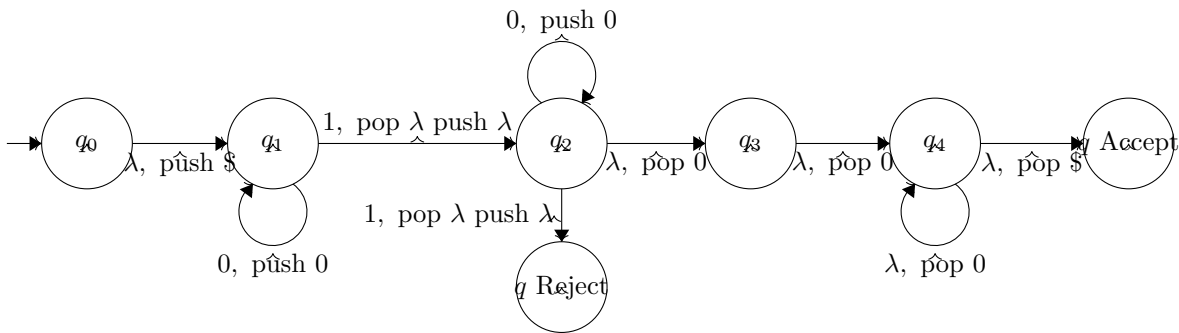 0, push 0
1, pop λ push λ
q0
q1
q2
q3
q4
q Accept
λ, push $
λ, pop 0
λ, pop 0
λ, pop $
1, pop λ push λ
0, push 0
λ, pop 0
q Reject